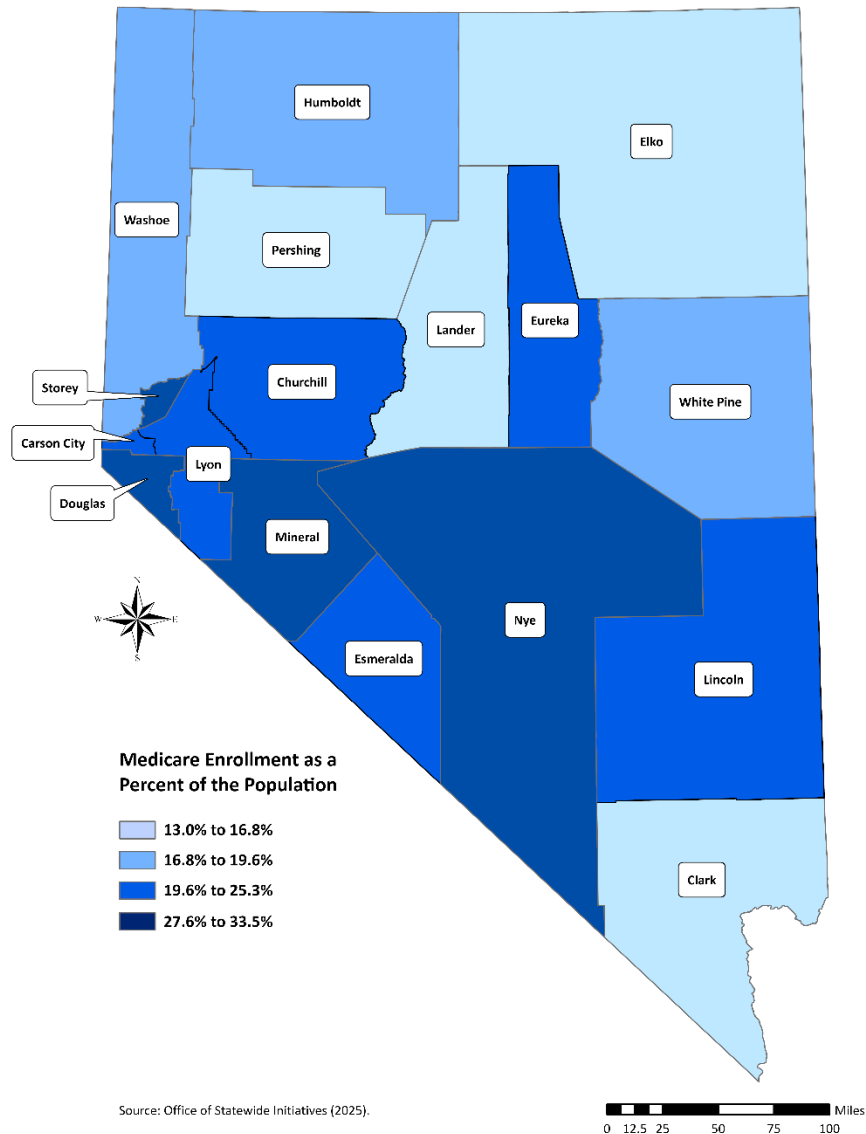 Humboldt
Elko
Washoe
Pershing
Lander
Eureka
Storey
Churchill
White Pine
Carson City
Lyon
Douglas
Mineral
N
W E
S
Nye
Esmeralda
Lincoln
Medicare Enrollment as a
Percent of the Population
13.0% to 16.8%
16.8% to 19.6%
19.6% to 25.3%
27.6% to 33.5%
Clark
Source: Office of Statewide Initiatives (2025).
Miles
0 12.5 25 50 75 100